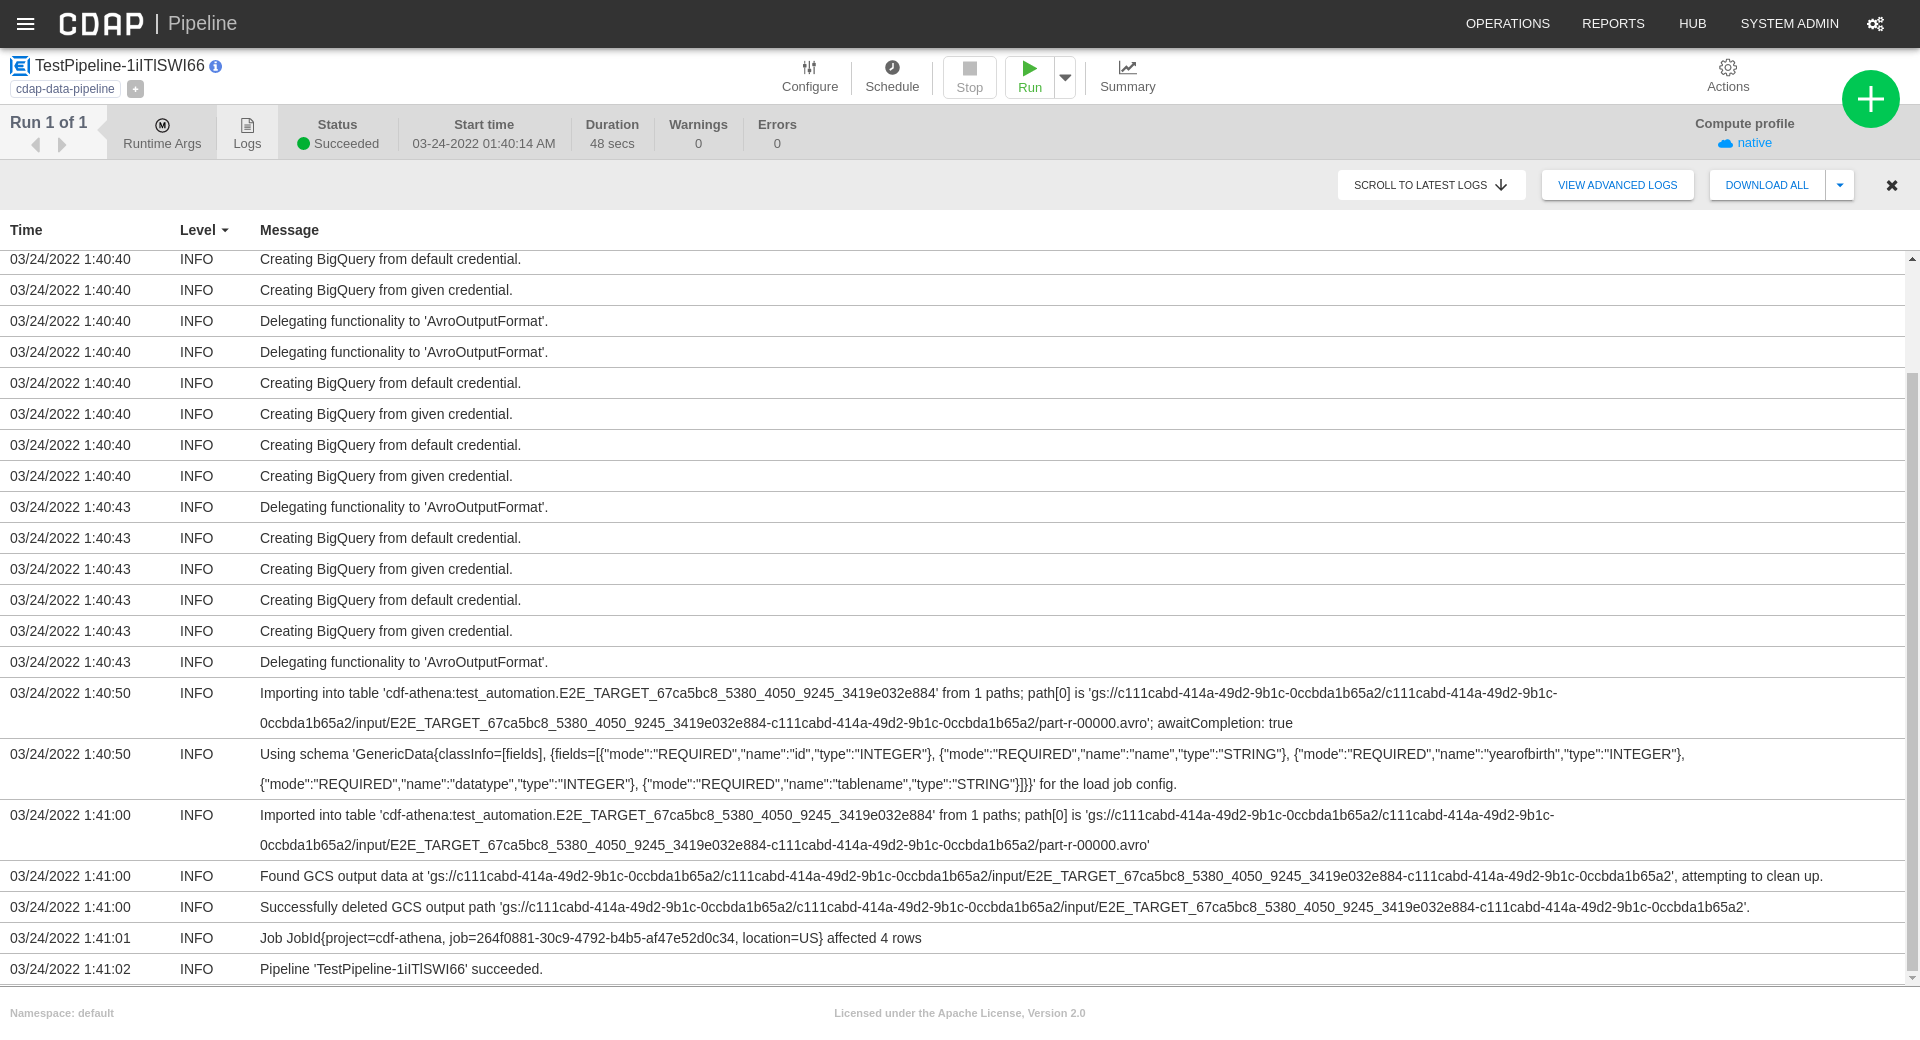 CDAP | Pipeline
OPERATIONS REPORTS HUB SYSTEM ADMIN
TestPipeline-1iITlSWI66
cdap-data-pipeline +
Configure Schedule Stop Run Summary Actions
Run 1 of 1
Runtime Args Logs
Status Start time Duration Warnings Errors Compute profile
Succeeded 03-24-2022 01:40:14 AM 48 secs 0 0 native
SCROLL TO LATEST LOGS VIEW ADVANCED LOGS DOWNLOAD ALL
Time Level Message
03/24/2022 1:40:40 INFO Creating BigQuery from default credential.
03/24/2022 1:40:40 INFO Creating BigQuery from given credential.
03/24/2022 1:40:40 INFO Delegating functionality to 'AvroOutputFormat'.
03/24/2022 1:40:40 INFO Delegating functionality to 'AvroOutputFormat'.
03/24/2022 1:40:40 INFO Creating BigQuery from default credential.
03/24/2022 1:40:40 INFO Creating BigQuery from given credential.
03/24/2022 1:40:40 INFO Creating BigQuery from default credential.
03/24/2022 1:40:40 INFO Creating BigQuery from given credential.
03/24/2022 1:40:43 INFO Delegating functionality to 'AvroOutputFormat'.
03/24/2022 1:40:43 INFO Creating BigQuery from default credential.
03/24/2022 1:40:43 INFO Creating BigQuery from given credential.
03/24/2022 1:40:43 INFO Creating BigQuery from default credential.
03/24/2022 1:40:43 INFO Creating BigQuery from given credential.
03/24/2022 1:40:43 INFO Delegating functionality to 'AvroOutputFormat'.
03/24/2022 1:40:50 INFO Importing into table 'cdf-athena:test_automation.E2E_TARGET_67ca5bc8_5380_4050_9245_3419e032e884' from 1 paths; path[0] is 'gs://c111cabd-414a-49d2-9b1c-0ccbda1b65a2/c111cabd-414a-49d2-9b1c-
0ccbda1b65a2/input/E2E_TARGET_67ca5bc8_5380_4050_9245_3419e032e884-c111cabd-414a-49d2-9b1c-0ccbda1b65a2/part-r-00000.avro'; awaitCompletion: true
03/24/2022 1:40:50 INFO Using schema 'GenericData{classInfo=[fields], {fields=[{"mode":"REQUIRED","name":"id","type":"INTEGER"}, {"mode":"REQUIRED","name":"name","type":"STRING"}, {"mode":"REQUIRED","name":"yearofbirth","type":"INTEGER"},
{"mode":"REQUIRED","name":"datatype","type":"INTEGER"}, {"mode":"REQUIRED","name":"tablename","type":"STRING"}]}}' for the load job config.
03/24/2022 1:41:00 INFO Imported into table 'cdf-athena:test_automation.E2E_TARGET_67ca5bc8_5380_4050_9245_3419e032e884' from 1 paths; path[0] is 'gs://c111cabd-414a-49d2-9b1c-0ccbda1b65a2/c111cabd-414a-49d2-9b1c-
0ccbda1b65a2/input/E2E_TARGET_67ca5bc8_5380_4050_9245_3419e032e884-c111cabd-414a-49d2-9b1c-0ccbda1b65a2/part-r-00000.avro'
03/24/2022 1:41:00 INFO Found GCS output data at 'gs://c111cabd-414a-49d2-9b1c-0ccbda1b65a2/c111cabd-414a-49d2-9b1c-0ccbda1b65a2/input/E2E_TARGET_67ca5bc8_5380_4050_9245_3419e032e884-c111cabd-414a-49d2-9b1c-0ccbda1b65a2', attempting to clean up.
03/24/2022 1:41:00 INFO Successfully deleted GCS output path 'gs://c111cabd-414a-49d2-9b1c-0ccbda1b65a2/c111cabd-414a-49d2-9b1c-0ccbda1b65a2/input/E2E_TARGET_67ca5bc8_5380_4050_9245_3419e032e884-c111cabd-414a-49d2-9b1c-0ccbda1b65a2'.
03/24/2022 1:41:01 INFO Job JobId{project=cdf-athena, job=264f0881-30c9-4792-b4b5-af47e52d0c34, location=US} affected 4 rows
03/24/2022 1:41:02 INFO Pipeline 'TestPipeline-1iITlSWI66' succeeded.
Namespace: default Licensed under the Apache License, Version 2.0